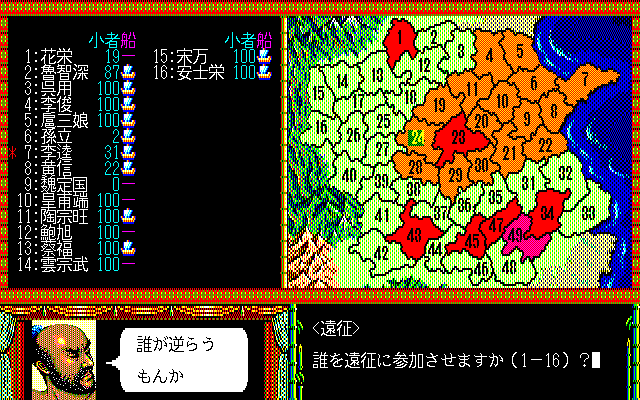 小者船 小者船
1:花栄 19― 15:宋万 100
2:魯智深 87 16:安士栄 100
3:呉用 100
4:李俊 100
5:扈三娘 100
6:孫立 2
7:李逵 31
8:黄信 22
9:魏定国 0―
10:皇甫端 100―
11:陶宗旺 100
12:鮑旭 100―
13:蔡福 100
14:雲宗武 100―
1
2
3
4
5
6
7
8
9
10
11
12
13
14
15
16
17
18
19
20
21
22
23
24
25
26
27
28
29
30
31
32
33
34
35
36
37
38
39
40
41
42
43
44
45
46
47
48
49
誰が逆らう
もんか
<遠征>
誰を遠征に参加させますか(1-16)?